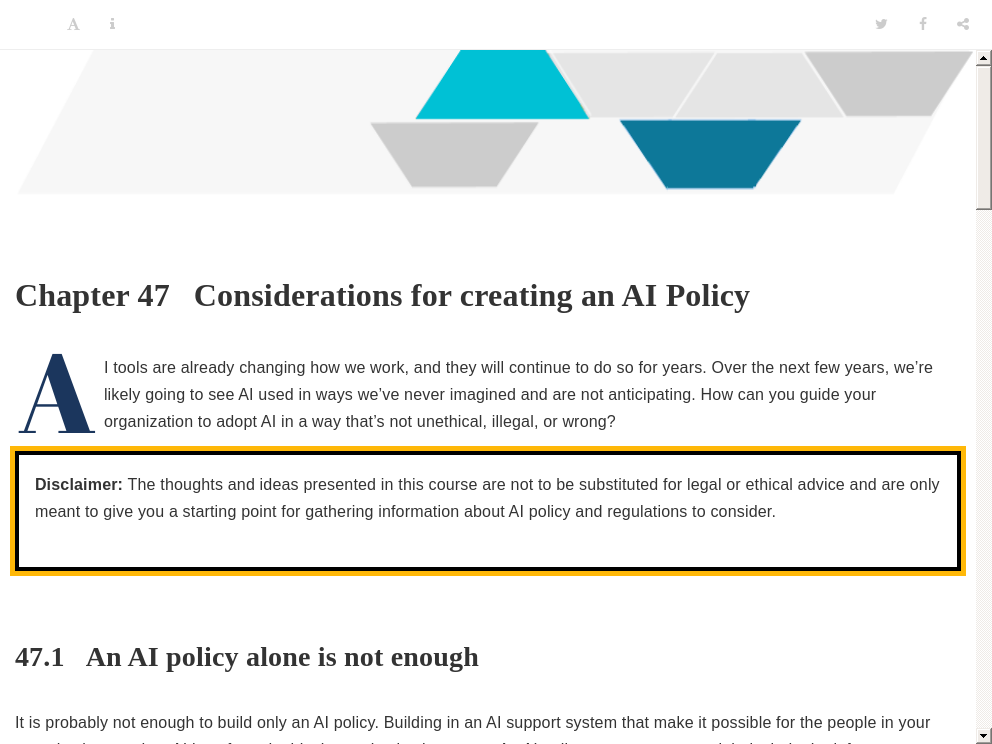 Chapter 47 Considerations for creating an AI Policy
AI tools are already changing how we work, and they will continue to do so for years. Over the next few years, we’re
likely going to see AI used in ways we’ve never imagined and are not anticipating. How can you guide your
organization to adopt AI in a way that’s not unethical, illegal, or wrong?
Disclaimer: The thoughts and ideas presented in this course are not to be substituted for legal or ethical advice and are only
meant to give you a starting point for gathering information about AI policy and regulations to consider.
47.1 An AI policy alone is not enough
It is probably not enough to build only an AI policy. Building in an AI support system that make it possible for the people in your